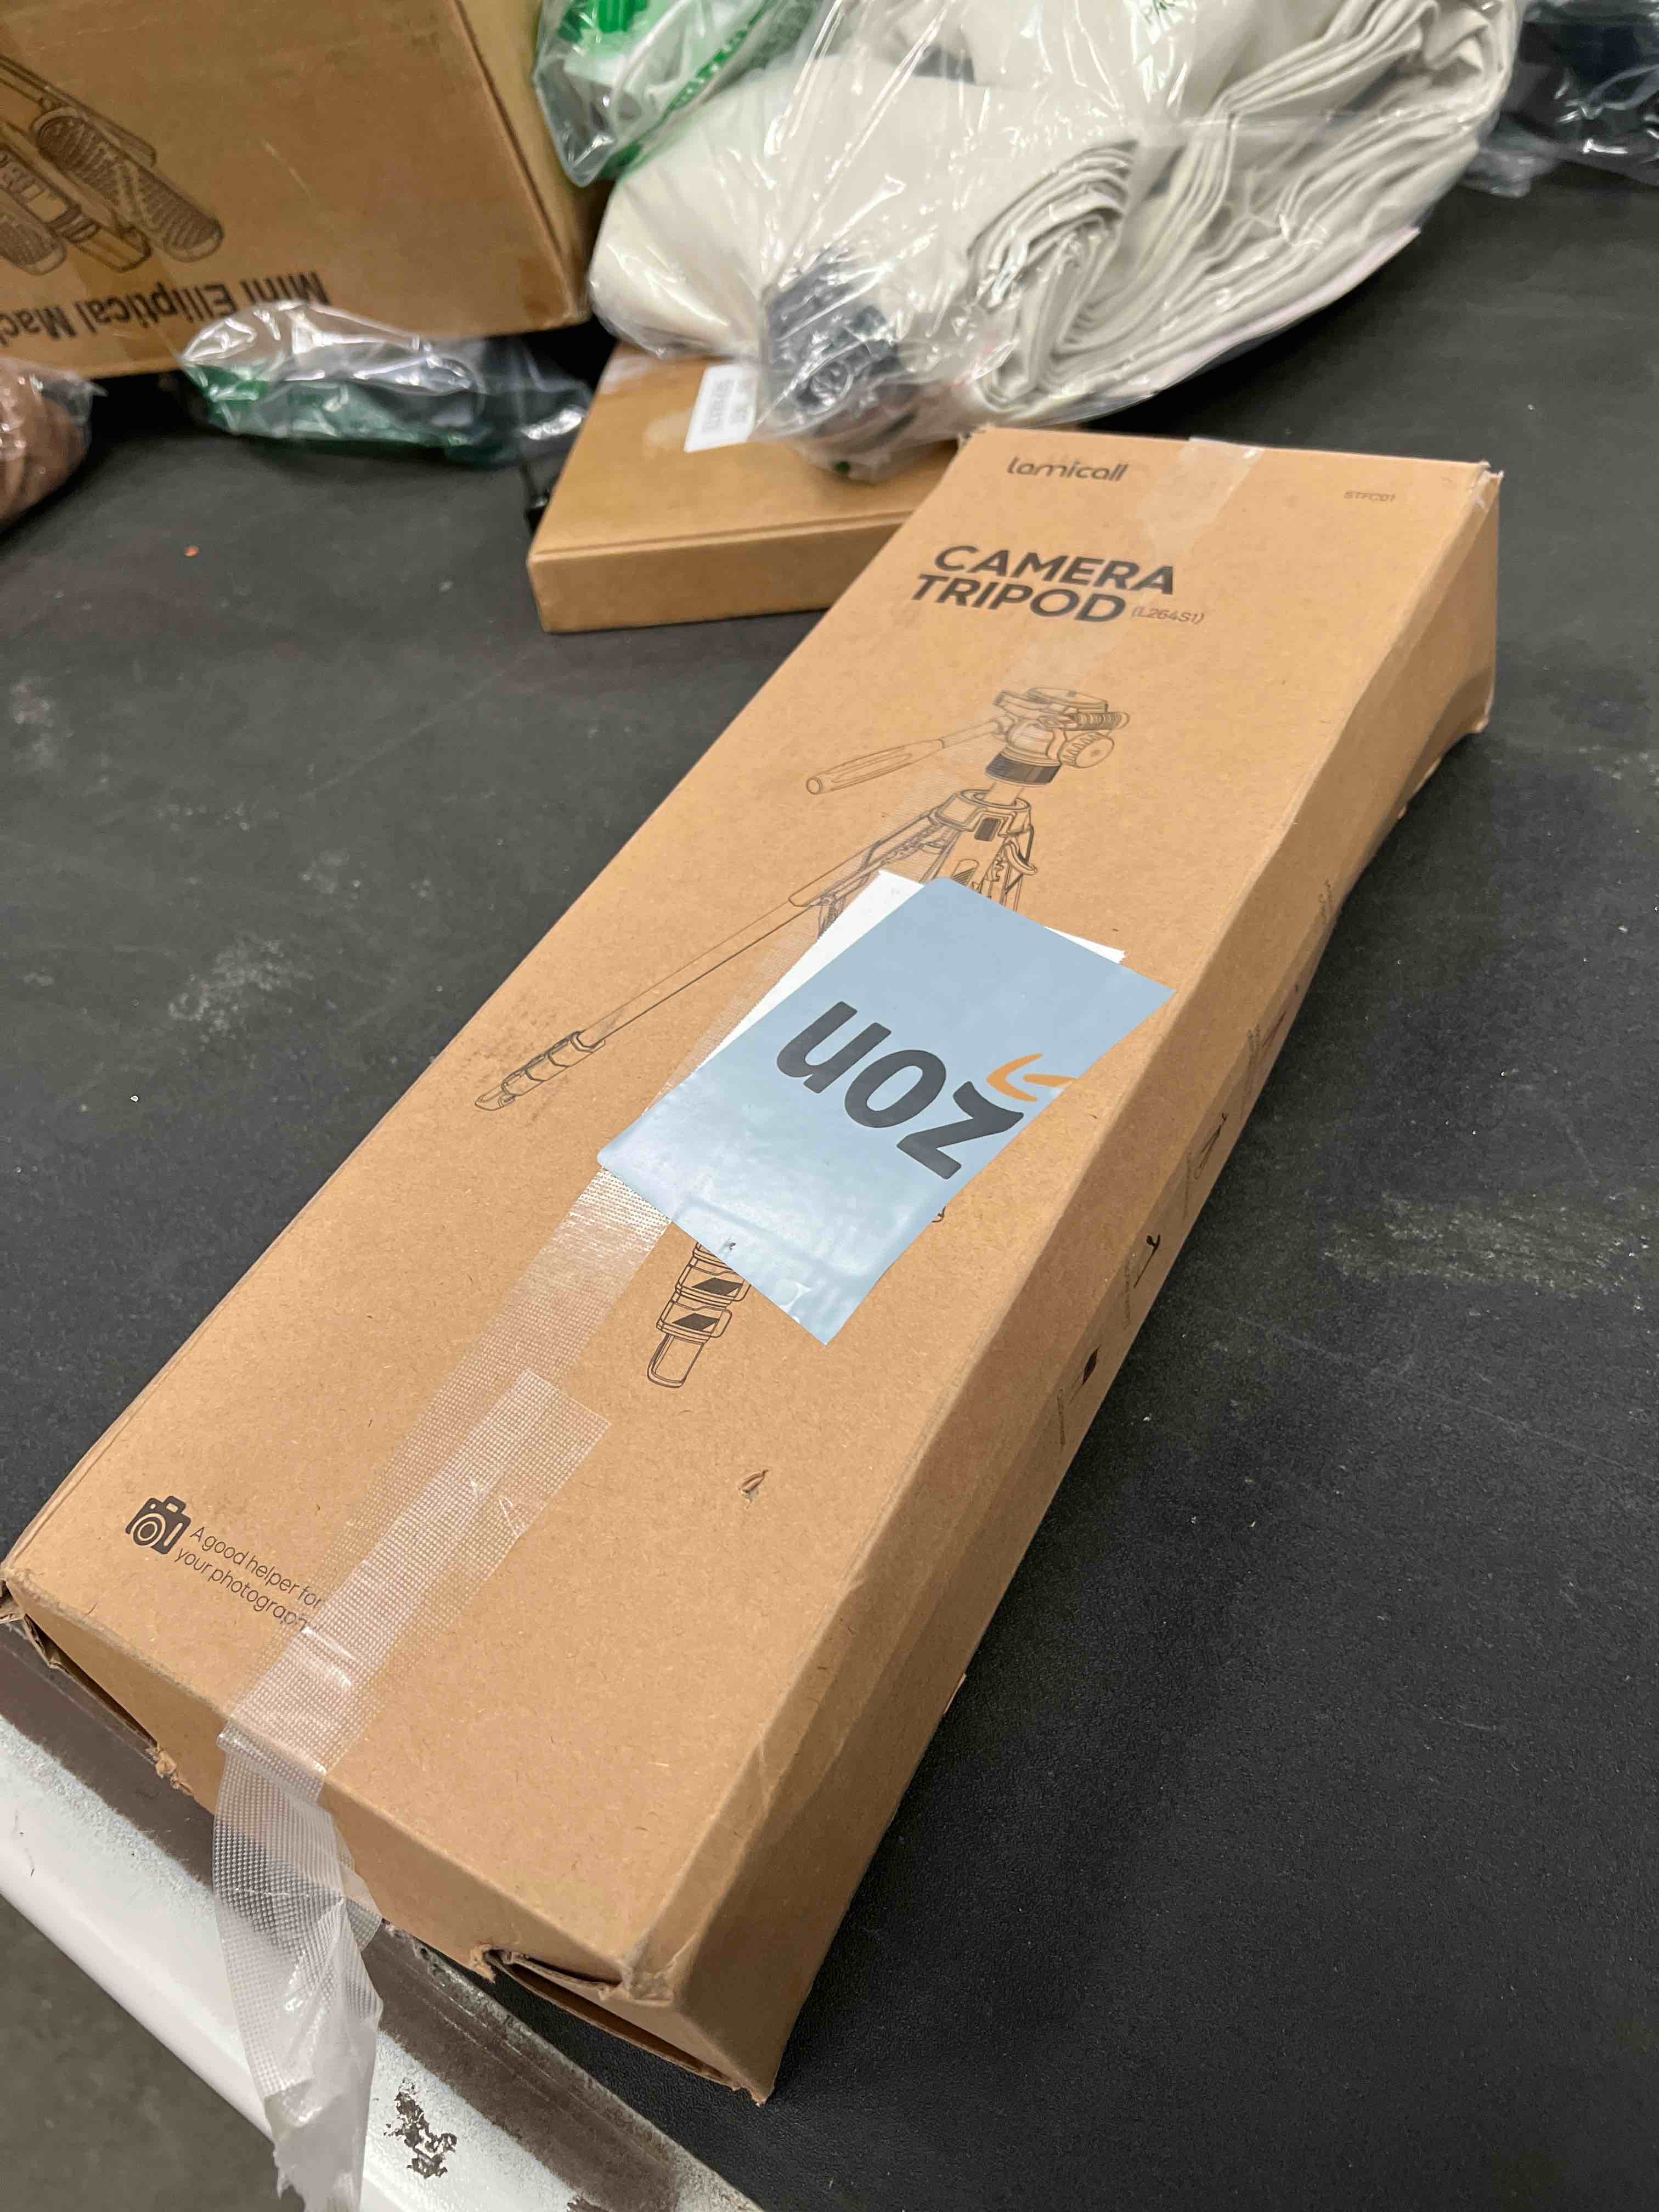 Mini Elliptical Mac
lamicall
STFC01
CAMERA
TRIPOD (L264S1)
zon
A good helper for
your photograph